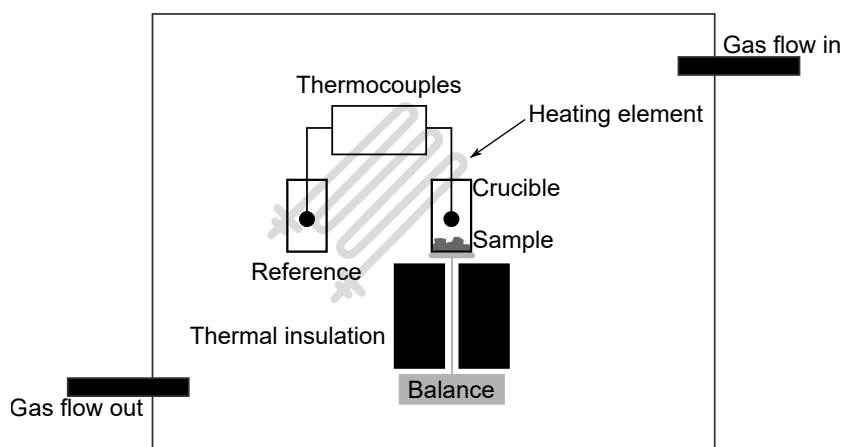 Gas flow in
Thermocouples
Heating element
Crucible
Sample
Reference
Thermal insulation
Balance
Gas flow out